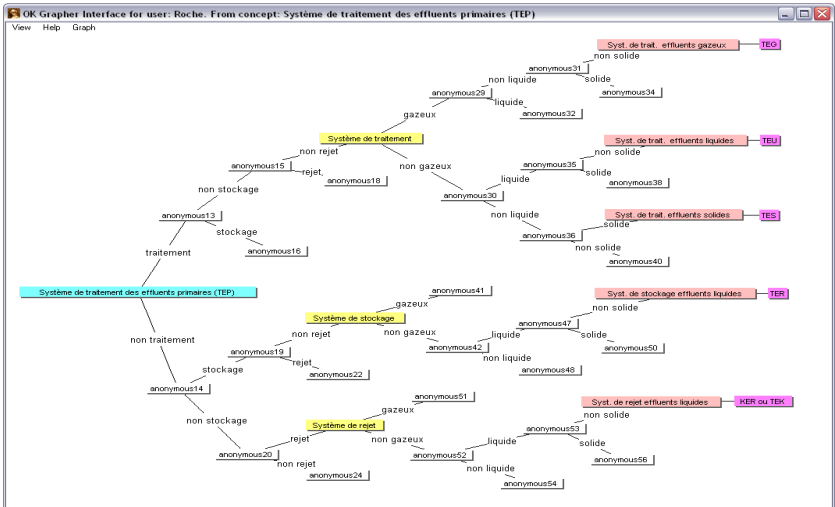 OK Grapher Interface for user: Roche. From concept: Système de traitement des effluents primaires (TEP)
View Help Graph
Syst. de trait. effluents gazeux TEG
non solide
anonymous31
non liquide solide
anonymous29 anonymous34
liquide
anonymous32
gazeux
Système de traitement
Syst. de trait. effluents liquides TEU
non rejet non solide
anonymous15 non gazeux anonymous35
rejet liquide solide
anonymous18 anonymous38
non stockage anonymous30
anonymous13 non liquide Syst. de trait. effluents solides TES
solide
stockage anonymous36
non solide
anonymous16 anonymous40
traitement
Système de traitement des effluents primaires (TEP)
anonymous41 Syst. de stockage effluents liquides TER
gazeux non solide
Système de stockage
anonymous47
non rejet non gazeux liquide solide
non traitement anonymous42 anonymous50
anonymous19 non liquide
rejet
stockage anonymous22 anonymous48
anonymous14
anonymous51 Syst. de rejet effluents liquides KER ou TEK
gazeux non solide
non stockage Système de rejet
anonymous53
rejet non gazeux liquide solide
anonymous20 anonymous52 anonymous56
non rejet non liquide
anonymous24 anonymous54